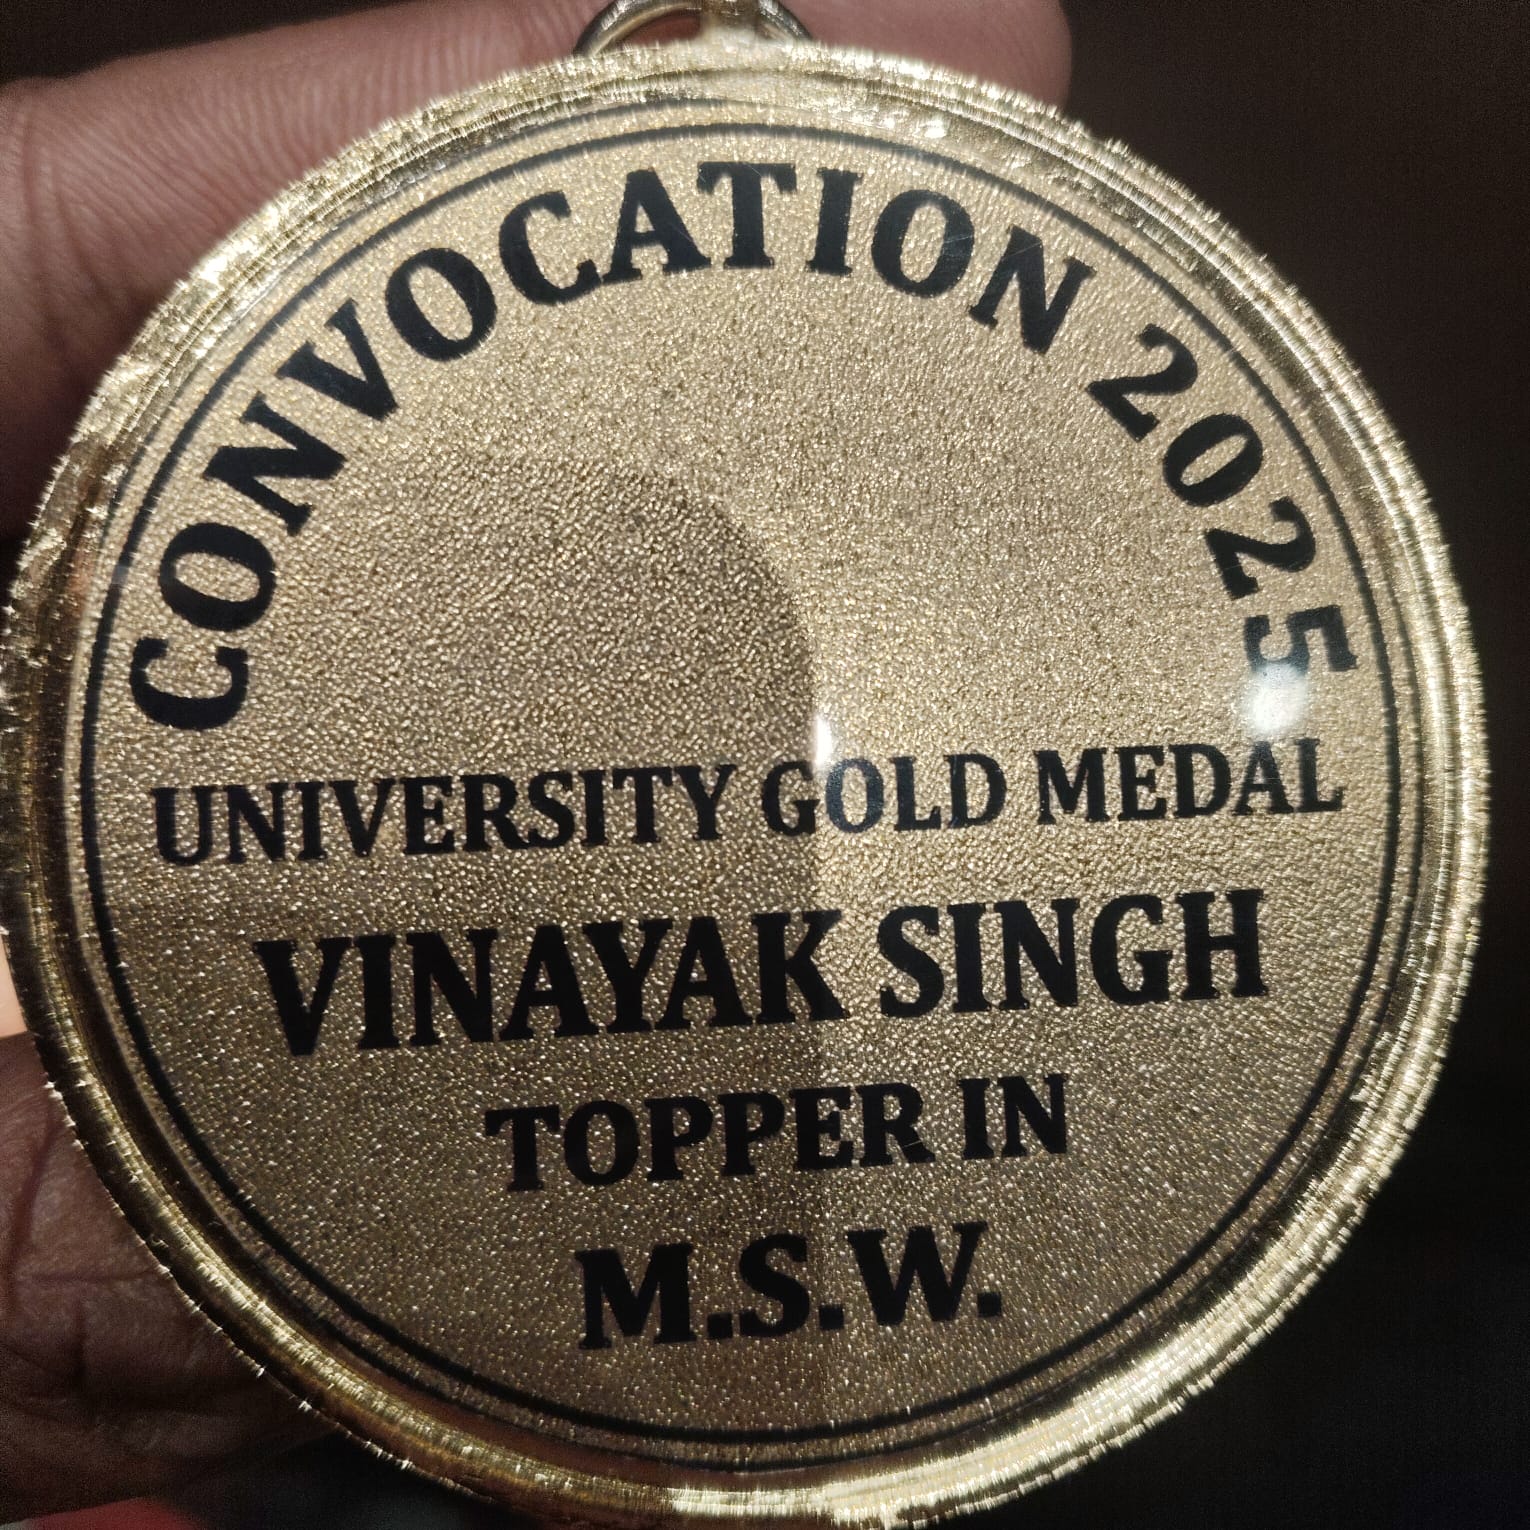 CONVOCATION 2025
UNIVERSITY GOLD MEDAL
VINAYAK SINGH
TOPPER IN
M.S.W.